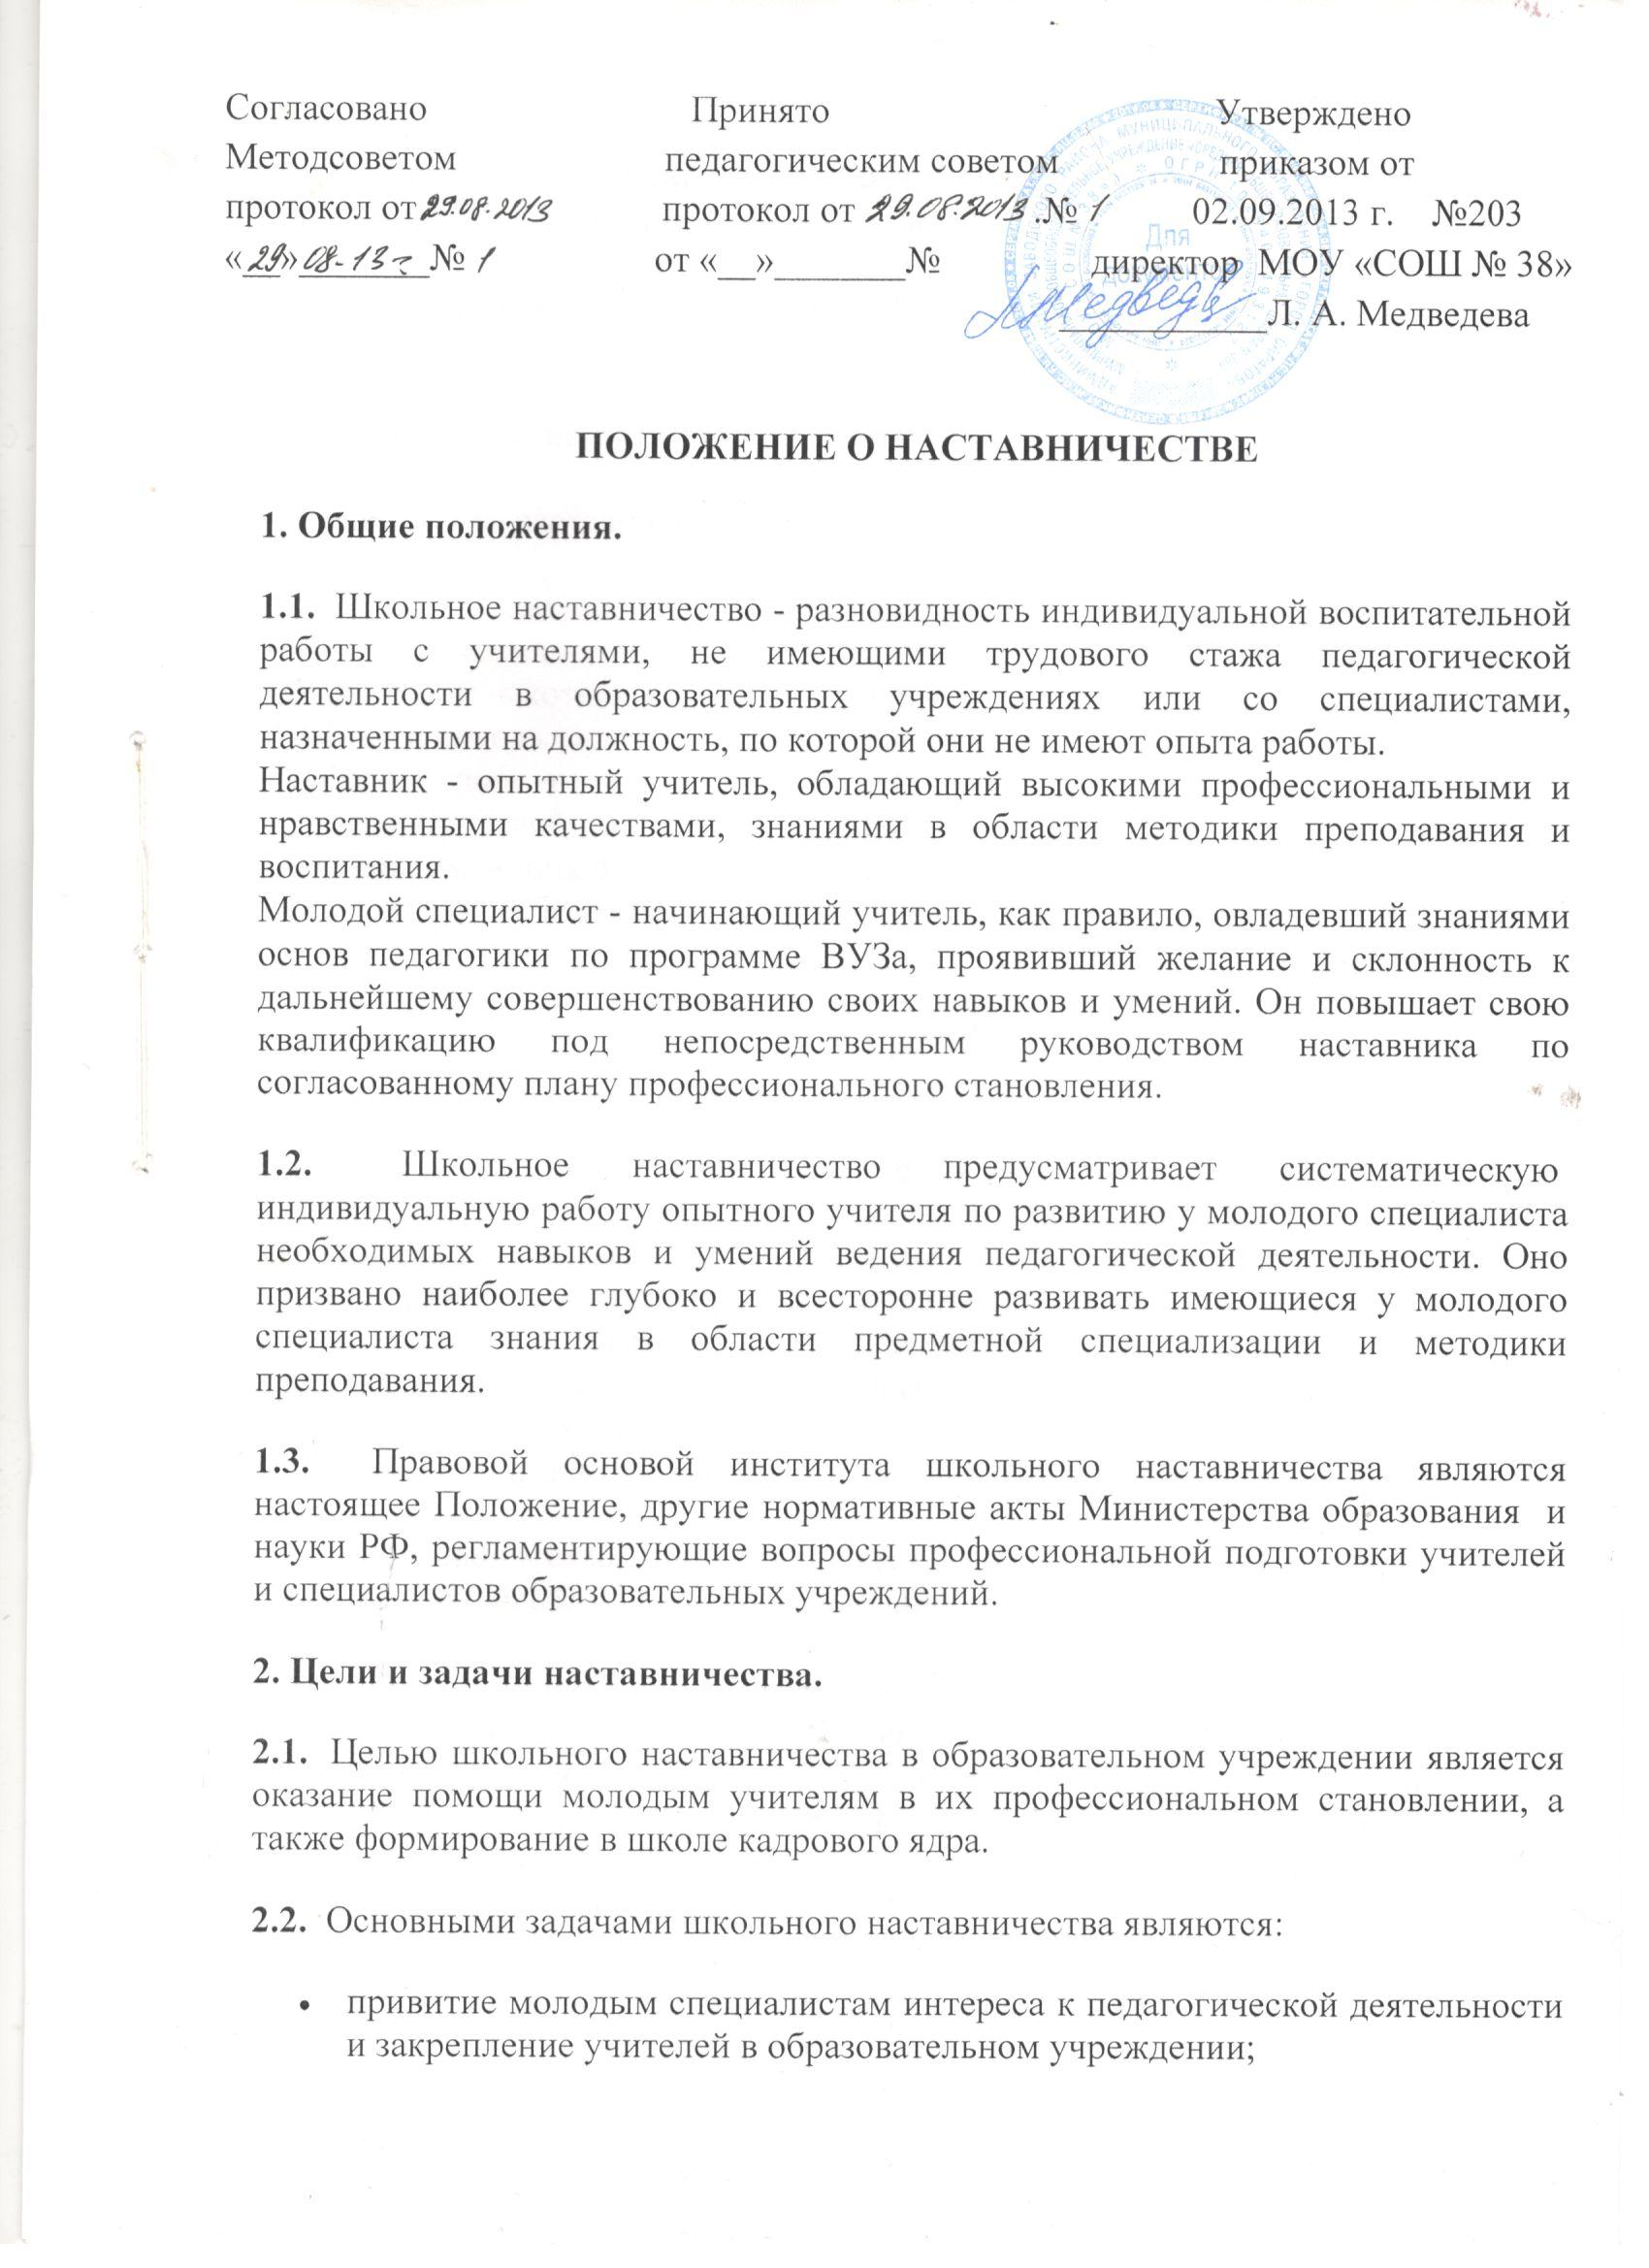 Согласовано Принято Утверждено
Методсоветом педагогическим советом приказом от
протокол от 29.08.2013 протокол от 29.08.2013 .№ 1 02.09.2013 г. №203
«29» 08-13 г №1 от «__»_______№ директор МОУ «СОШ № 38»
___________Л. А. Медведева
Для
ПОЛОЖЕНИЕ О НАСТАВНИЧЕСТВЕ
1. Общие положения.
1.1. Школьное наставничество - разновидность индивидуальной воспитательной
работы с учителями, не имеющими трудового стажа педагогической
деятельности в образовательных учреждениях или со специалистами,
назначенными на должность, по которой они не имеют опыта работы.
Наставник - опытный учитель, обладающий высокими профессиональными и
нравственными качествами, знаниями в области методики преподавания и
воспитания.
Молодой специалист - начинающий учитель, как правило, овладевший знаниями
основ педагогики по программе ВУЗа, проявивший желание и склонность к
дальнейшему совершенствованию своих навыков и умений. Он повышает свою
квалификацию под непосредственным руководством наставника по
согласованному плану профессионального становления.
1.2. Школьное наставничество предусматривает систематическую
индивидуальную работу опытного учителя по развитию у молодого специалиста
необходимых навыков и умений ведения педагогической деятельности. Оно
призвано наиболее глубоко и всесторонне развивать имеющиеся у молодого
специалиста знания в области предметной специализации и методики
преподавания.
1.3. Правовой основой института школьного наставничества являются
настоящее Положение, другие нормативные акты Министерства образования и
науки РФ, регламентирующие вопросы профессиональной подготовки учителей
и специалистов образовательных учреждений.
2. Цели и задачи наставничества.
2.1. Целью школьного наставничества в образовательном учреждении является
оказание помощи молодым учителям в их профессиональном становлении, а
также формирование в школе кадрового ядра.
2.2. Основными задачами школьного наставничества являются:
• привитие молодым специалистам интереса к педагогической деятельности
и закрепление учителей в образовательном учреждении;